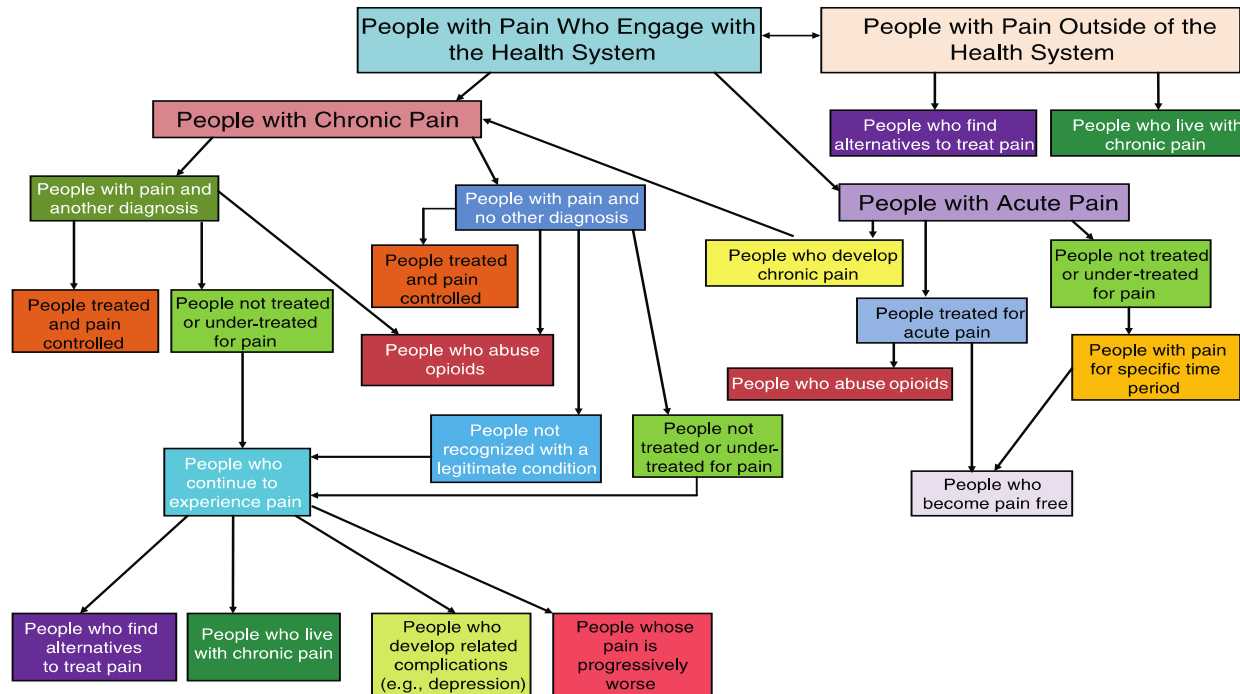 People with Pain Who Engage with
the Health System
People with Pain Outside of the
Health System
People with Chronic Pain
People who find
alternatives to treat pain
People who live with
chronic pain
People with pain and
another diagnosis
People with pain and
no other diagnosis
People with Acute Pain
People treated
and pain
controlled
People who develop
chronic pain
People not treated
or under-treated
for pain
People treated
and pain
controlled
People not treated
or under-treated
for pain
People treated for
acute pain
People who abuse
opioids
People who abuse opioids
People with pain
for specific time
period
People not
recognized with a
legitimate condition
People not
treated or under-
treated for pain
People who
continue to
experience pain
People who
become pain free
People who find
alternatives
to treat pain
People who live
with chronic pain
People who
develop related
complications
(e.g., depression)
People whose
pain is
progressively
worse